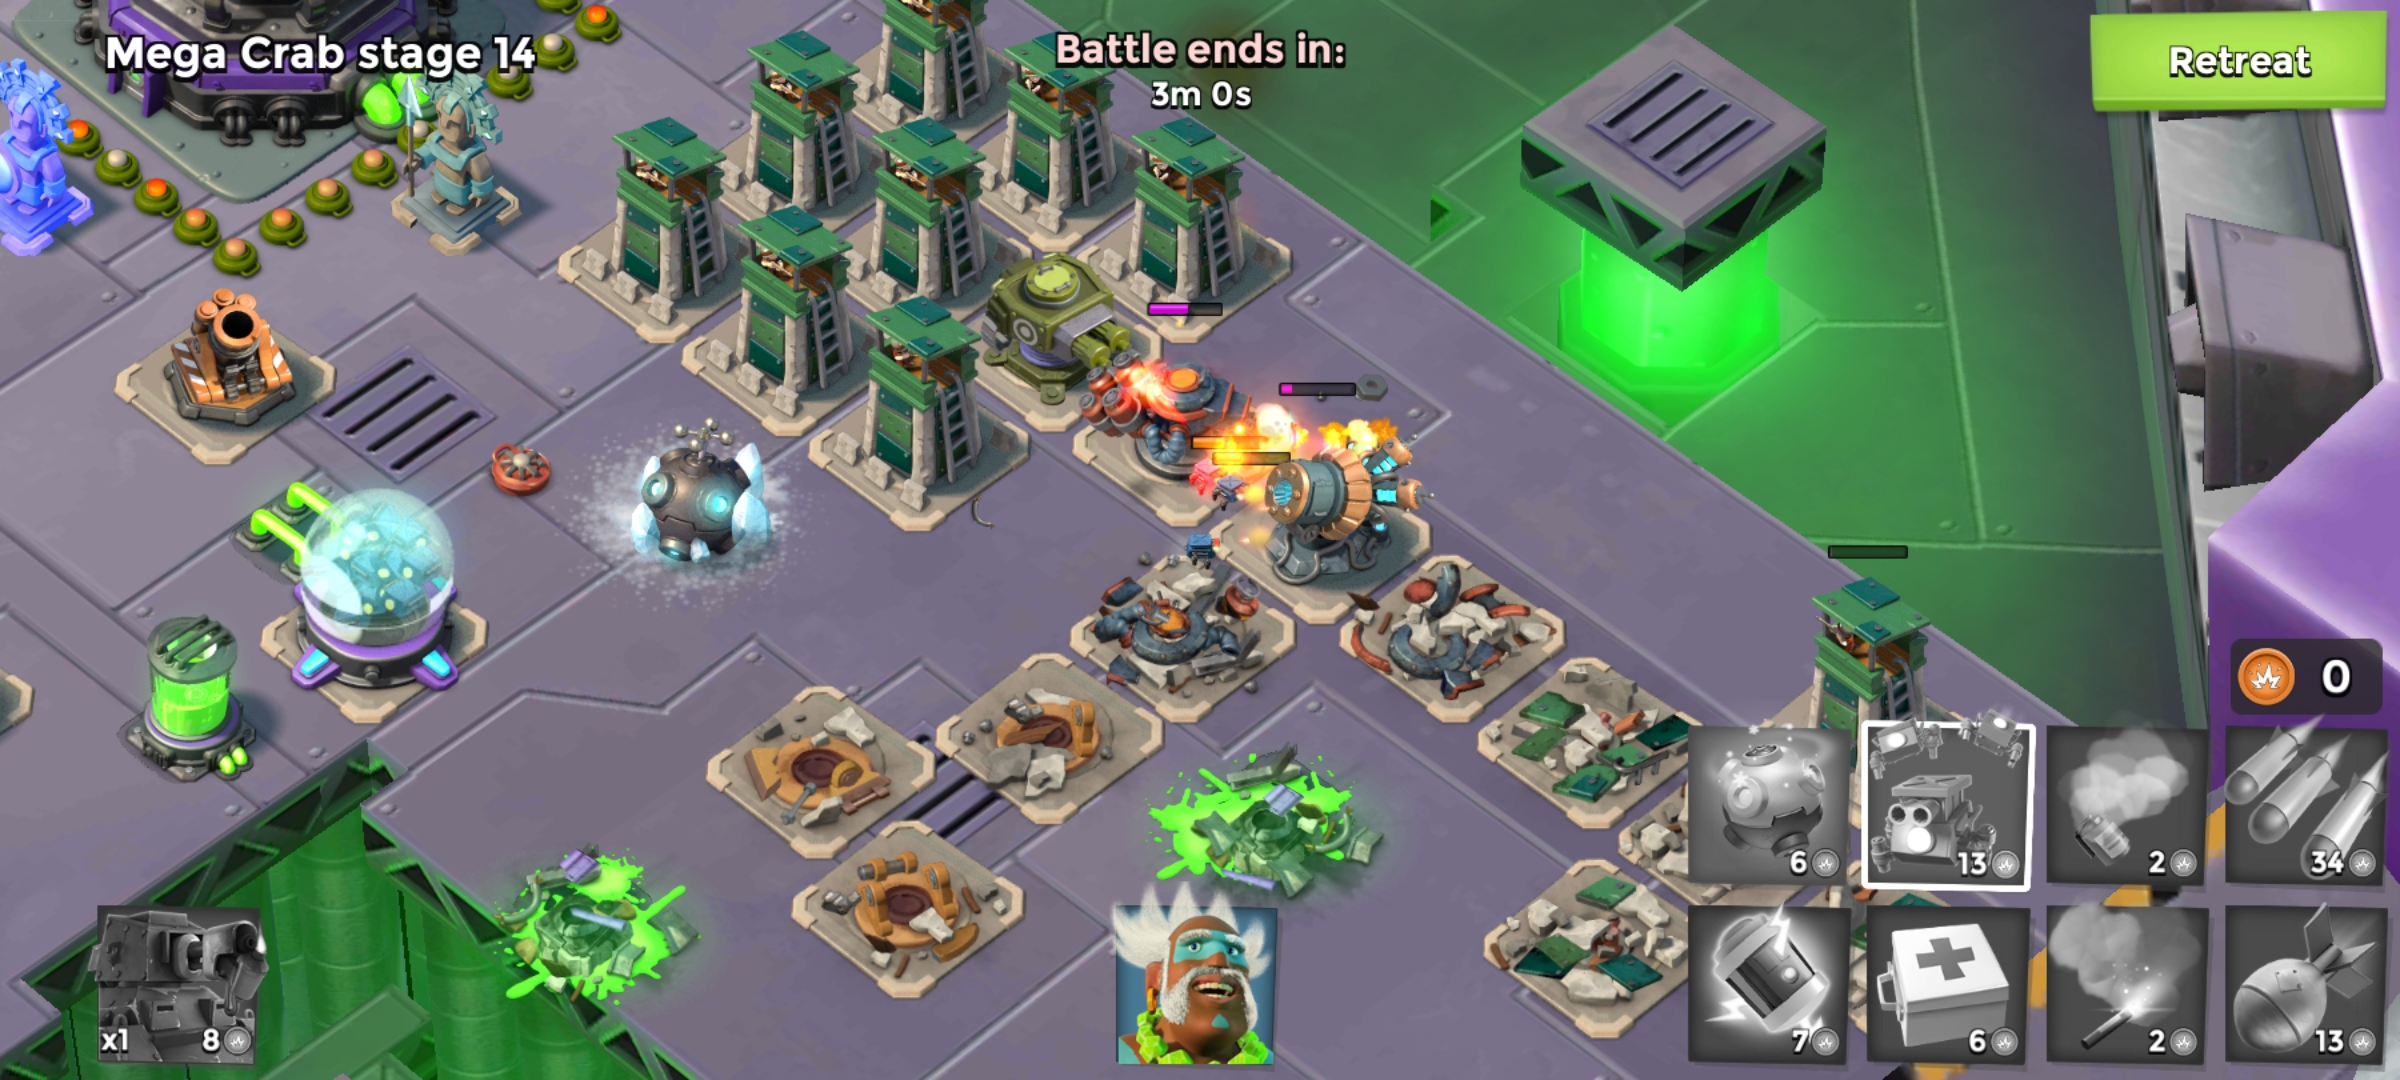 Mega Crab stage 14
Battle ends in:
3m 0s
Retreat
0
6
13
2
34
x1
8
7
6
2
13